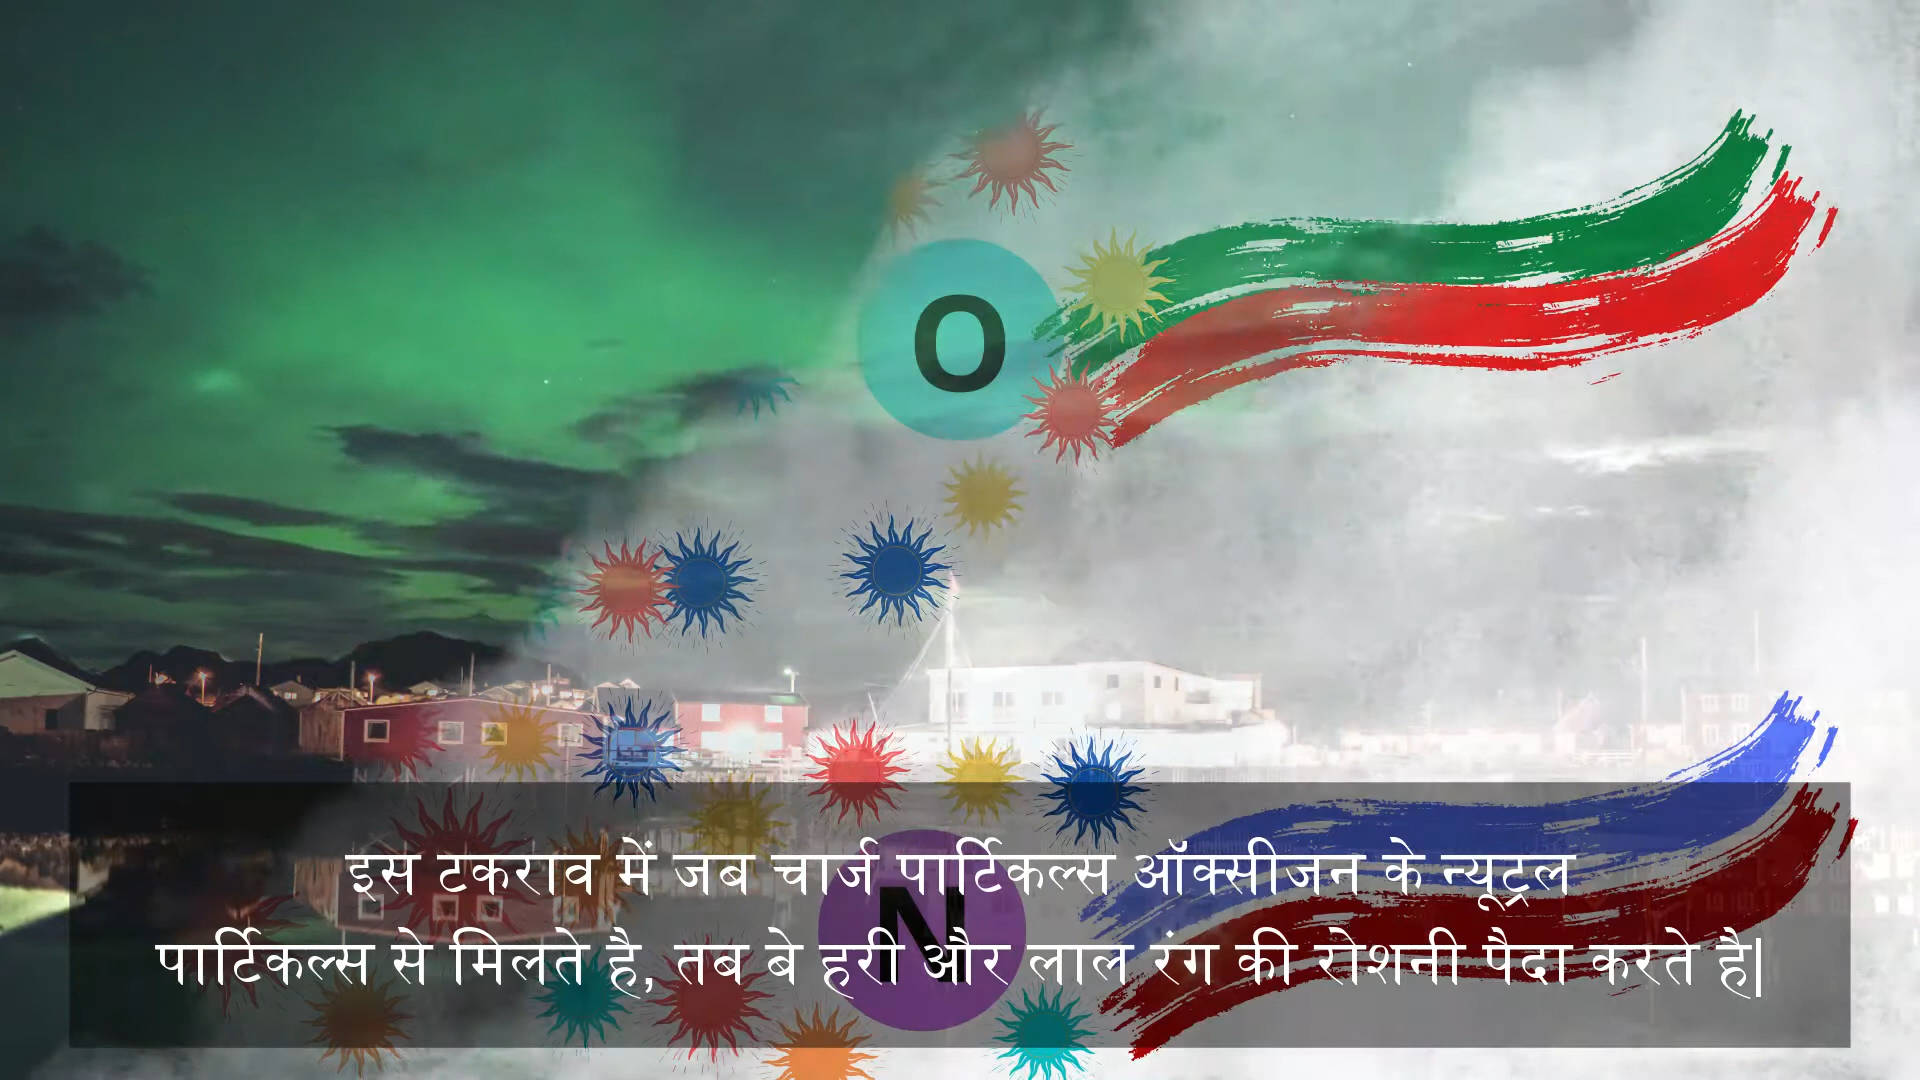 O
इस टकराव में जब चार्ज पार्टिकल्स ऑक्सीजन के न्यूट्रल
N
पार्टिकल्स से मिलते है, तब बे हरी और लाल रंग की रोशनी पैदा करते है|